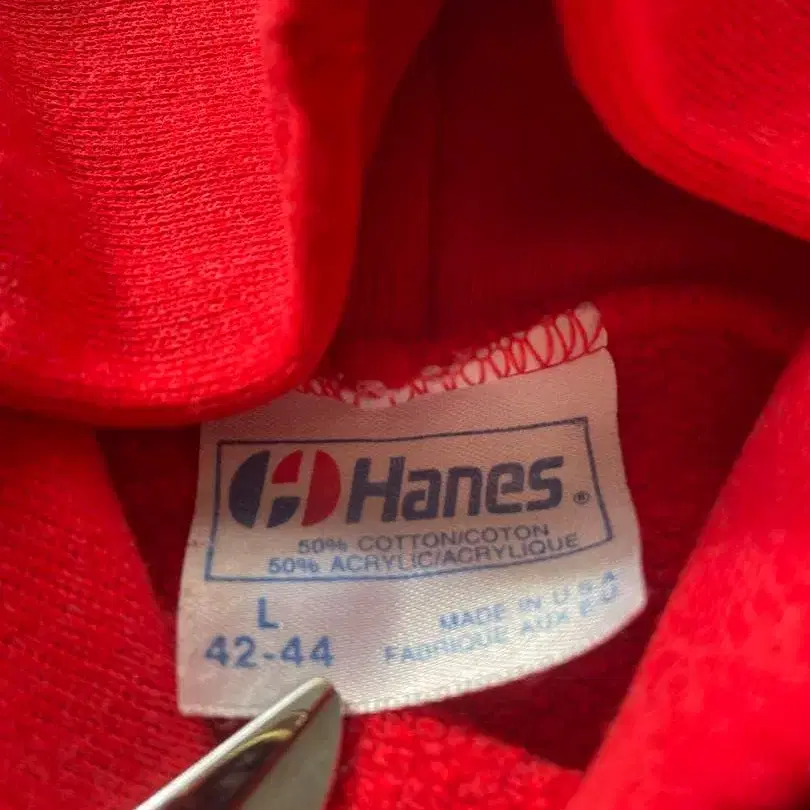 Hanes®
50% COTTON/COTON
50% ACRYLIC/ACRYLIQUE
L
42-44
MADE IN U S A
FABRIQUE AUX E U